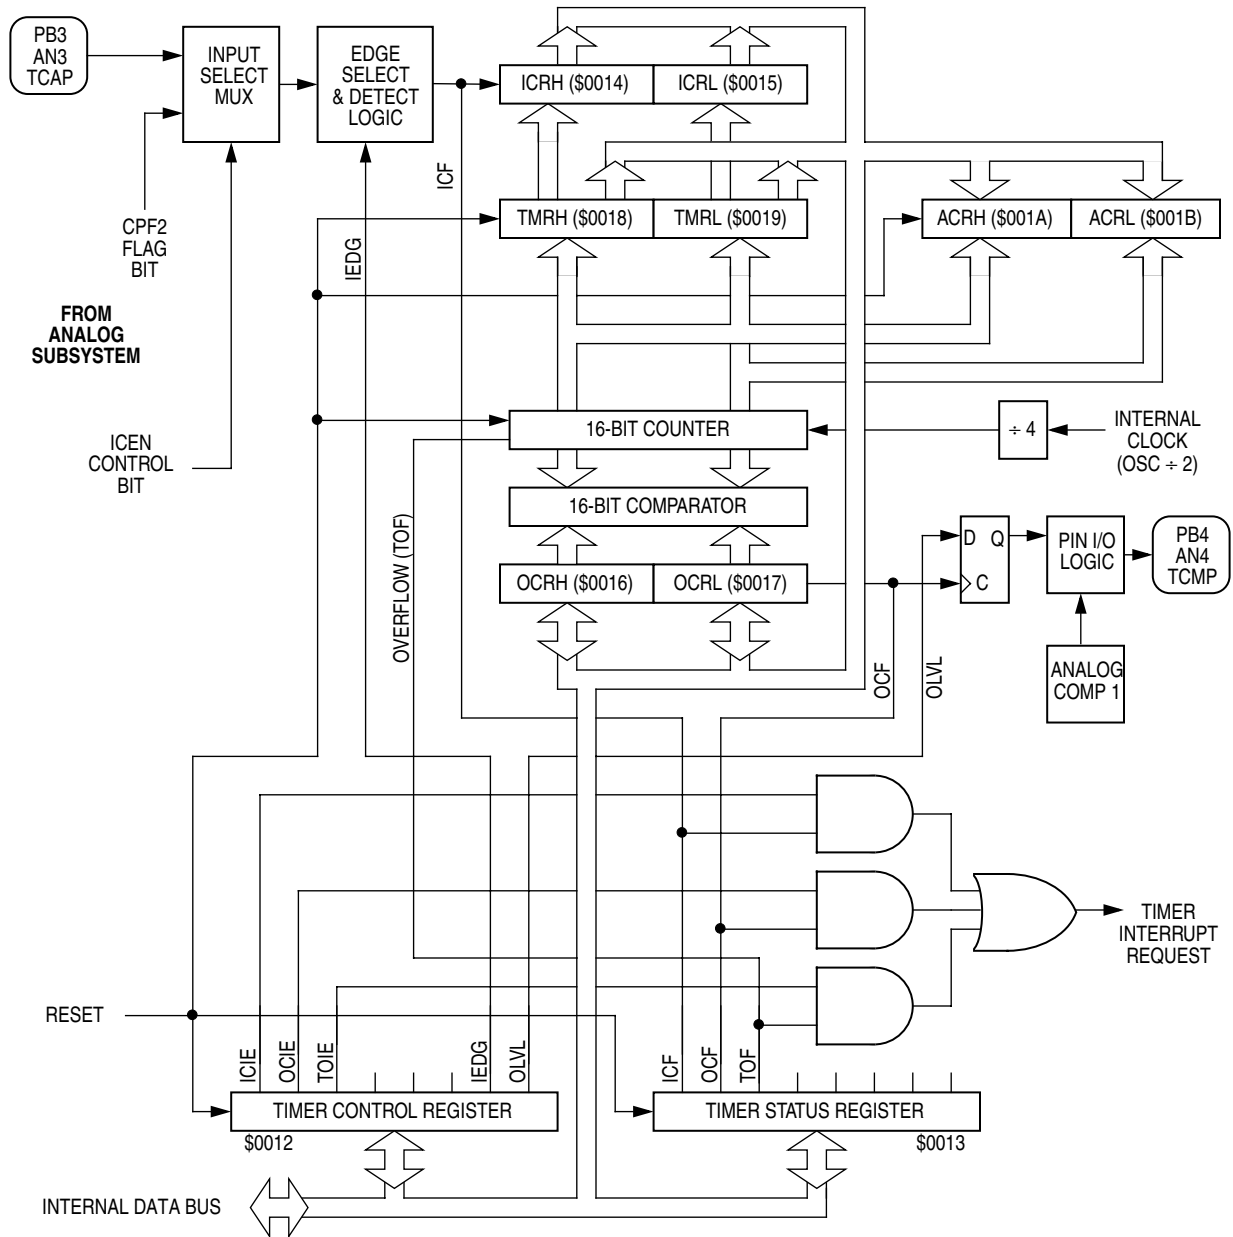 PB3
AN3
TCAP
INPUT
SELECT
MUX
EDGE
SELECT
& DETECT
LOGIC
ICRH ($0014)
ICRL ($0015)
ICF
TMRH ($0018)
TMRL ($0019)
ACRH ($001A)
ACRL ($001B)
CPF2
FLAG
BIT
IEDG
FROM
ANALOG
SUBSYSTEM
16-BIT COUNTER
÷ 4
INTERNAL
CLOCK
(OSC ÷ 2)
ICEN
CONTROL
BIT
16-BIT COMPARATOR
OVERFLOW (TOF)
D
Q
C
PIN I/O
LOGIC
PB4
AN4
TCMP
OCRH ($0016)
OCRL ($0017)
OCF
OLVL
ANALOG
COMP 1
TIMER
INTERRUPT
REQUEST
RESET
ICIE
OCIE
TOIE
IEDG
OLVL
ICF
OCF
TOF
TIMER CONTROL REGISTER
TIMER STATUS REGISTER
$0012
$0013
INTERNAL DATA BUS